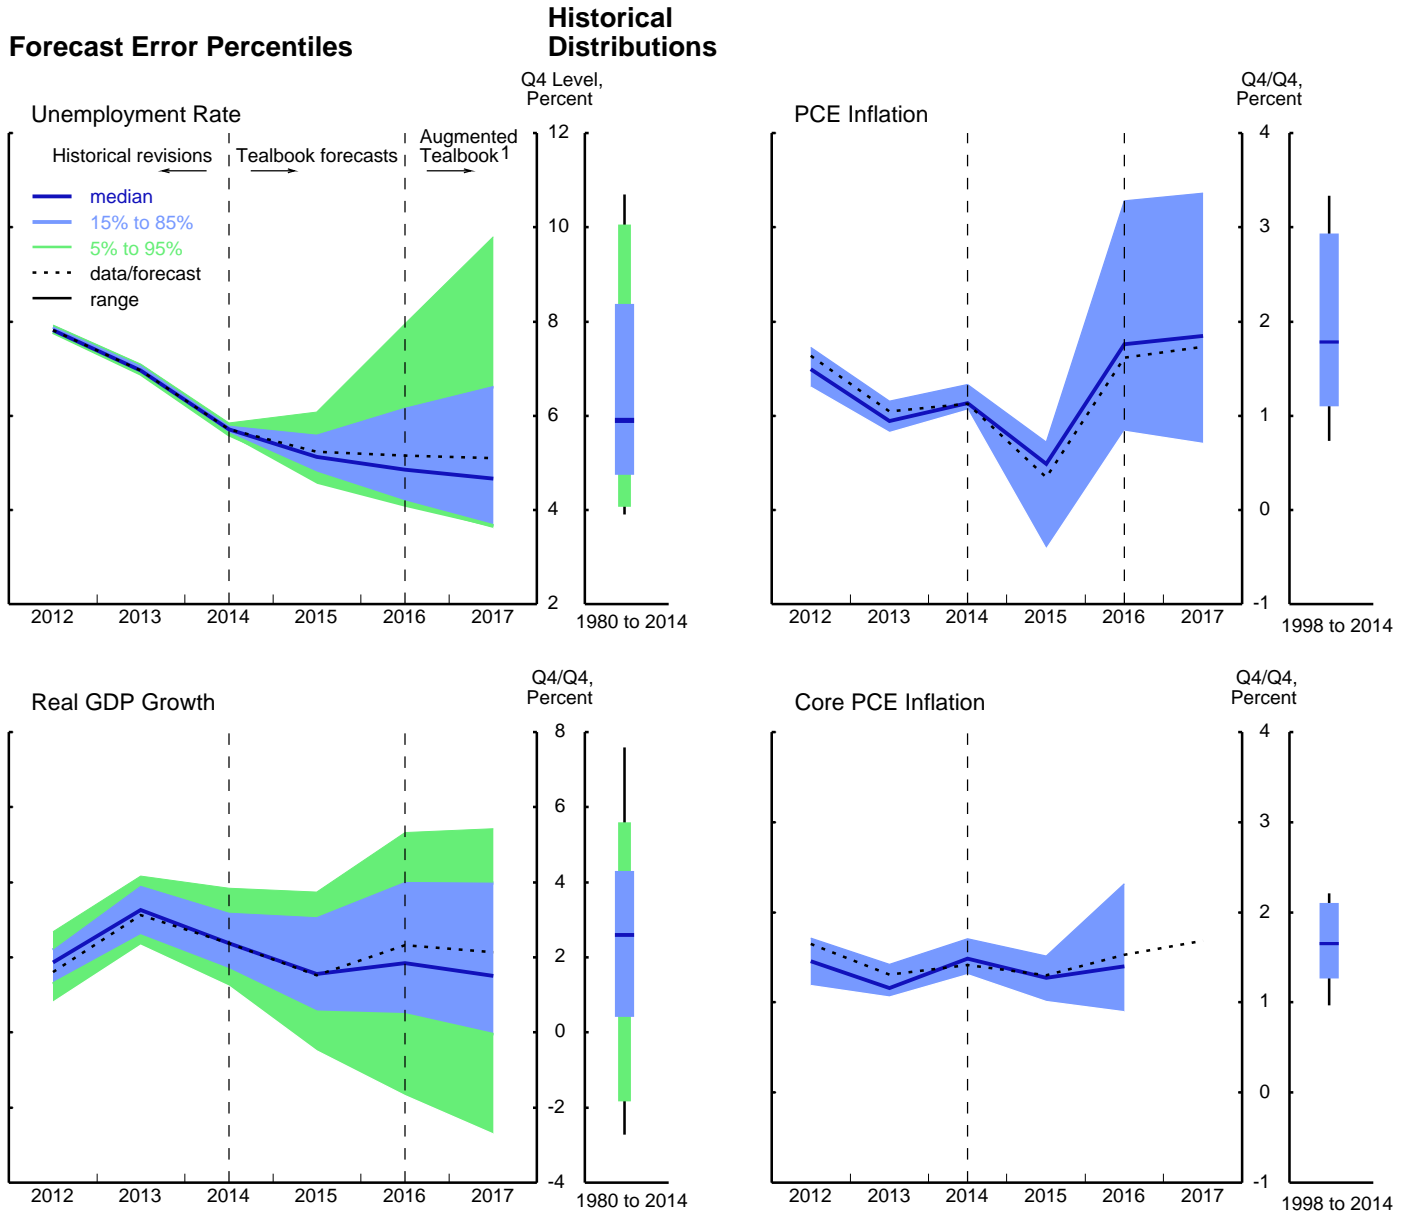 Forecast Error Percentiles
Historical
Distributions
Unemployment Rate
Q4 Level,
Percent
Historical revisions
Tealbook forecasts
Augmented
Tealbook1
median
15% to 85%
5% to 95%
data/forecast
range
12
10
8
6
4
2
2012 2013 2014 2015 2016 2017
1980 to 2014
PCE Inflation
Q4/Q4,
Percent
4
3
2
1
0
-1
2012 2013 2014 2015 2016 2017
1998 to 2014
Real GDP Growth
Q4/Q4,
Percent
8
6
4
2
0
-2
-4
2012 2013 2014 2015 2016 2017
1980 to 2014
Core PCE Inflation
Q4/Q4,
Percent
4
3
2
1
0
-1
2012 2013 2014 2015 2016 2017
1998 to 2014